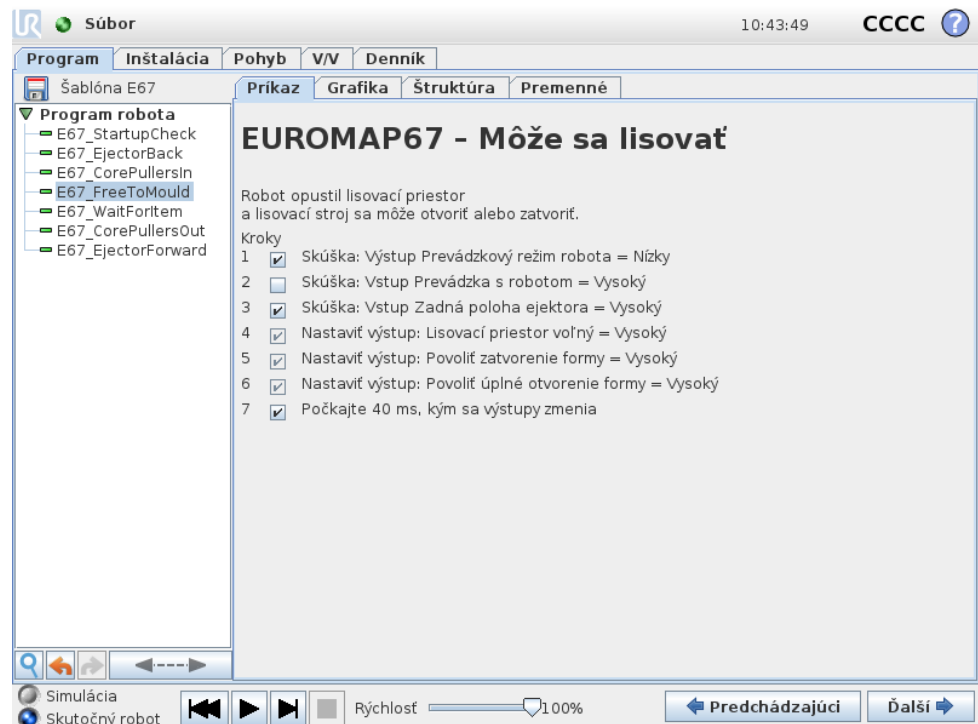 UR Súbor 10:43:49 CCCC ?
Program Inštalácia Pohyb V/V Denník
Šablóna E67
Príkaz Grafika Štruktúra Premenné
Program robota
E67_StartupCheck
E67_EjectorBack
E67_CorePullersIn
E67_FreeToMould
E67_WaitForItem
E67_CorePullersOut
E67_EjectorForward
EUROMAP67 – Môže sa lisovať
Robot opustil lisovací priestor
a lisovací stroj sa môže otvoriť alebo zatvoriť.
Kroky
1 Skúška: Výstup Prevádzkový režim robota = Nízky
2 Skúška: Vstup Prevádzka s robotom = Vysoký
3 Skúška: Vstup Zadná poloha ejektora = Vysoký
4 Nastaviť výstup: Lisovací priestor voľný = Vysoký
5 Nastaviť výstup: Povoliť zatvorenie formy = Vysoký
6 Nastaviť výstup: Povoliť úplné otvorenie formy = Vysoký
7 Počkajte 40 ms, kým sa výstupy zmenia
Simulácia
Skutočný robot
Rýchlosť 100%
Predchádzajúci
Ďalší